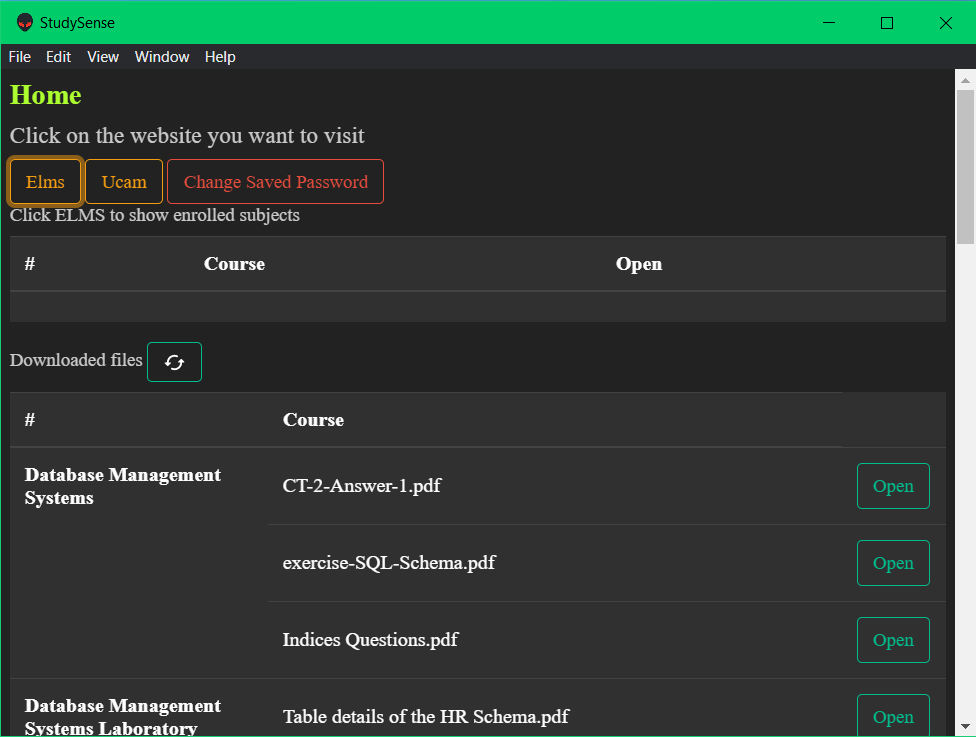 StudySense
File Edit View Window Help
Home
Click on the website you want to visit
Elms Ucam Change Saved Password
Click ELMS to show enrolled subjects
# Course Open
Downloaded files
# Course
Database Management
Systems
CT-2-Answer-1.pdf Open
exercise-SQL-Schema.pdf Open
Indices Questions.pdf Open
Database Management
Systems Laboratory
Table details of the HR Schema.pdf Open